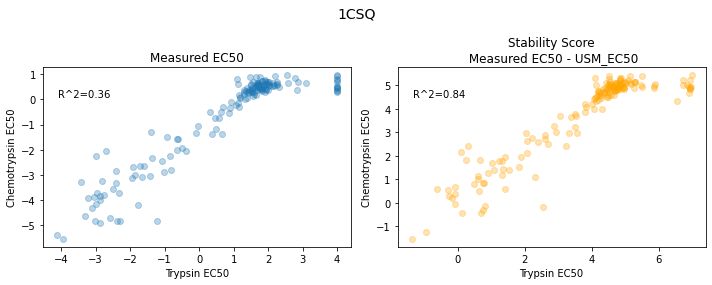 1CSQ
Measured EC50
R^2=0.36
Chemotrypsin EC50
1
0
−1
−2
−3
−4
−5
−4 −3 −2 −1 0 1 2 3 4
Trypsin EC50
Stability Score
Measured EC50 - USM_EC50
R^2=0.84
Chemotrypsin EC50
5
4
3
2
1
0
−1
0 2 4 6
Trypsin EC50